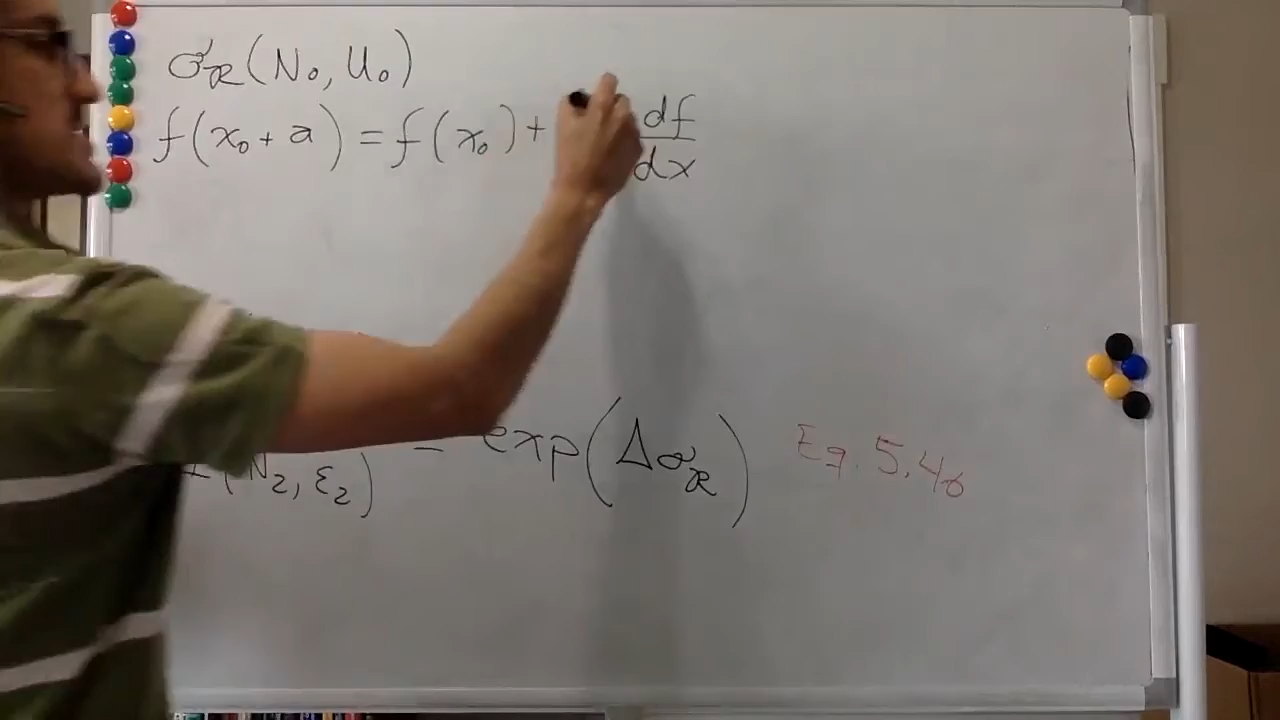 σ_R(N₀, U₀)
f(x₀ + a) = f(x₀) + df/dx
(N₂, ε₂) = exp(Δσ_R) Eq. 5.46